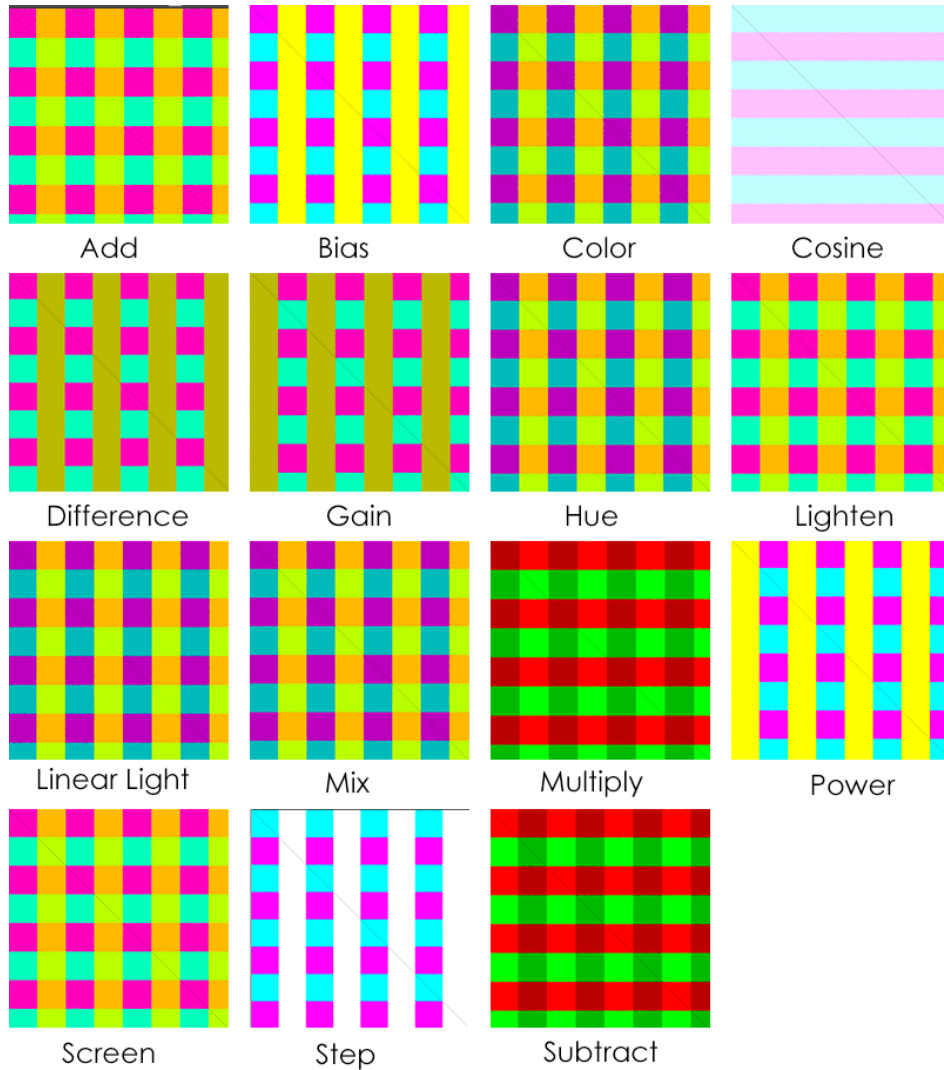 Add
Bias
Color
Cosine
Difference
Gain
Hue
Lighten
Linear Light
Mix
Multiply
Power
Screen
Step
Subtract